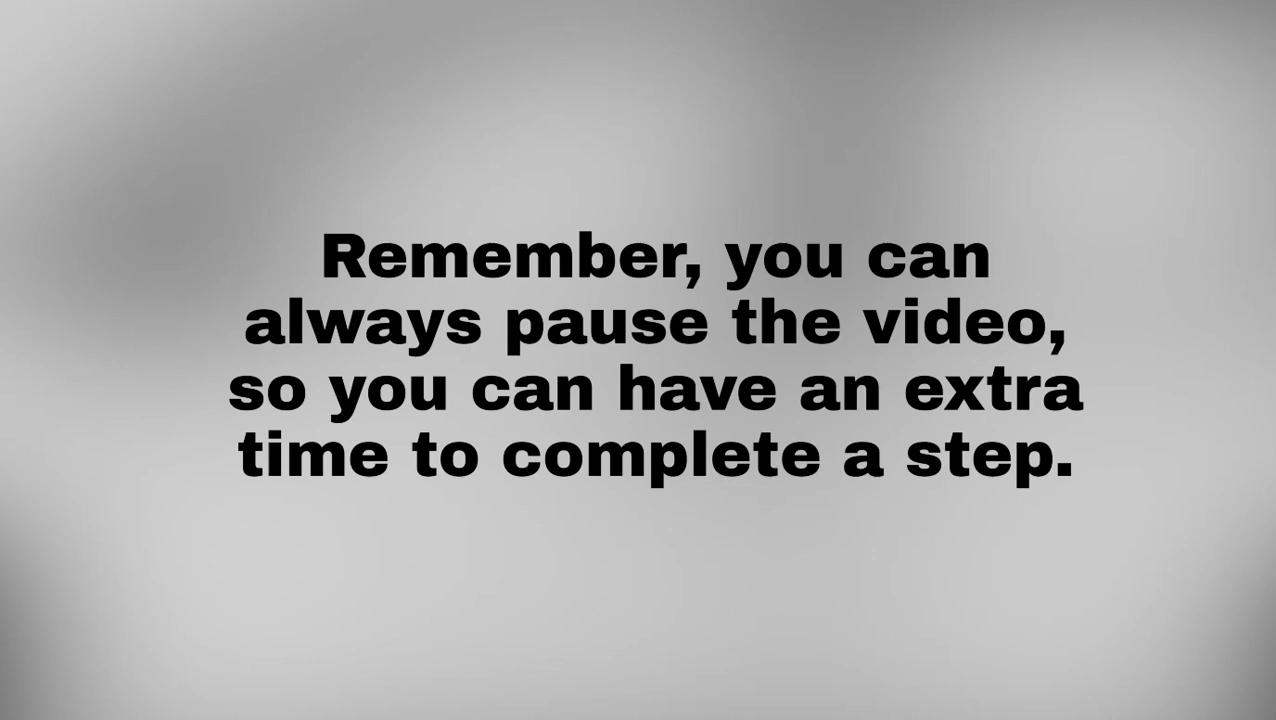 Remember, you can
always pause the video,
so you can have an extra
time to complete a step.